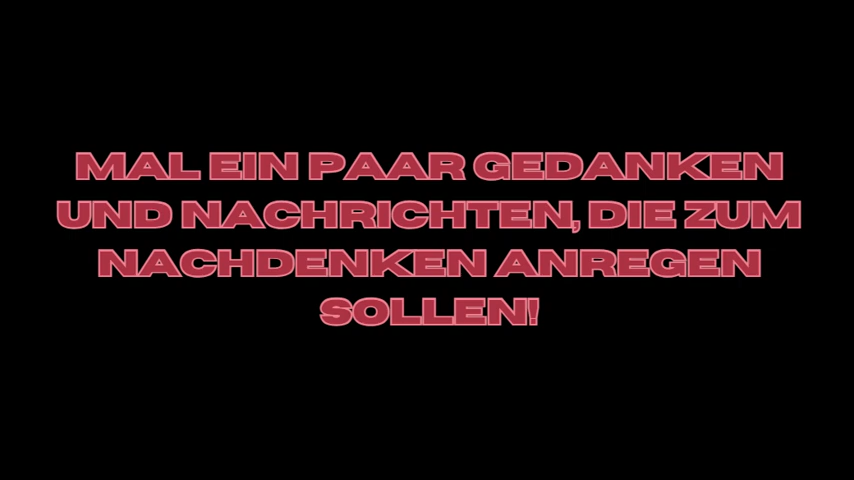 MAL EIN PAAR GEDANKEN
UND NACHRICHTEN, DIE ZUM
NACHDENKEN ANREGEN
SOLLEN!